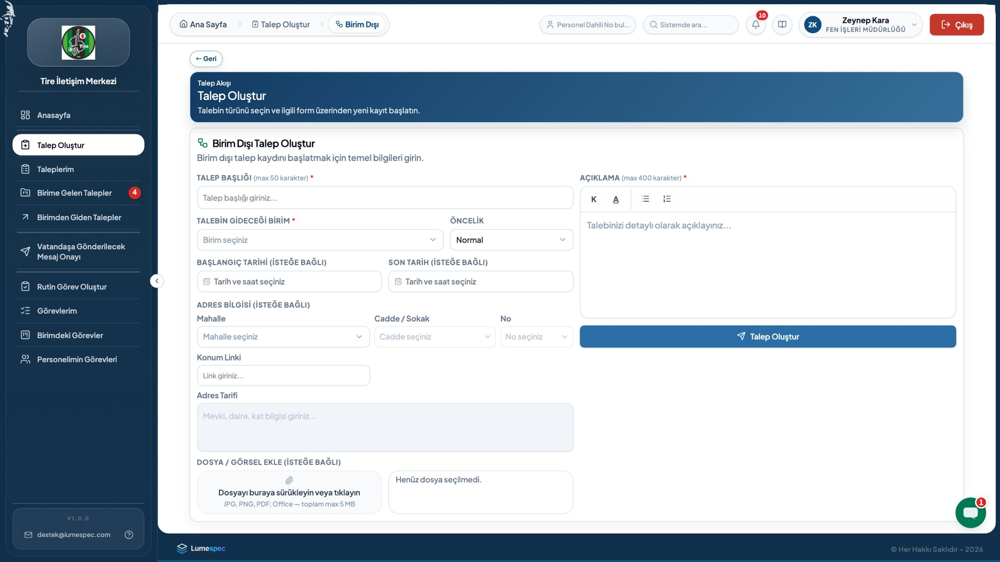 TİRE
Tire İletişim Merkezi
Anasayfa
Talep Oluştur
Taleplerim
Birime Gelen Talepler
4
Birimden Giden Talepler
Vatandaşa Gönderilecek
Mesaj Onayı
Rutin Görev Oluştur
Görevlerim
Birimdeki Görevler
Personelimin Görevleri
V1.0.0
destek@lumespec.com
Ana Sayfa
Talep Oluştur
Birim Dışı
Personel Dahili No bul...
Sistemde ara...
10
ZK
Zeynep Kara
FEN İŞLERİ MÜDÜRLÜĞÜ
Çıkış
← Geri
Talep Akışı
Talep Oluştur
Talebin türünü seçin ve ilgili form üzerinden yeni kayıt başlatın.
Birim Dışı Talep Oluştur
Birim dışı talep kaydını başlatmak için temel bilgileri girin.
TALEP BAŞLIĞI (max 50 karakter) *
Talep başlığı giriniz...
TALEBİN GİDECEĞİ BİRİM *
Birim seçiniz
ÖNCELİK
Normal
BAŞLANGIÇ TARİHİ (İSTEĞE BAĞLI)
Tarih ve saat seçiniz
SON TARİH (İSTEĞE BAĞLI)
Tarih ve saat seçiniz
ADRES BİLGİSİ (İSTEĞE BAĞLI)
Mahalle
Mahalle seçiniz
Cadde / Sokak
Cadde seçiniz
No
No seçiniz
Konum Linki
Link giriniz...
Adres Tarifi
Mevki, daire, kat bilgisi giriniz...
DOSYA / GÖRSEL EKLE (İSTEĞE BAĞLI)
Dosyayı buraya sürükleyin veya tıklayın
JPG, PNG, PDF, Office — toplam max 5 MB
Henüz dosya seçilmedi.
AÇIKLAMA (max 400 karakter) *
K
A
Talebinizi detaylı olarak açıklayınız...
Talep Oluştur
1
Lumespec
© Her Hakkı Saklıdır – 2026